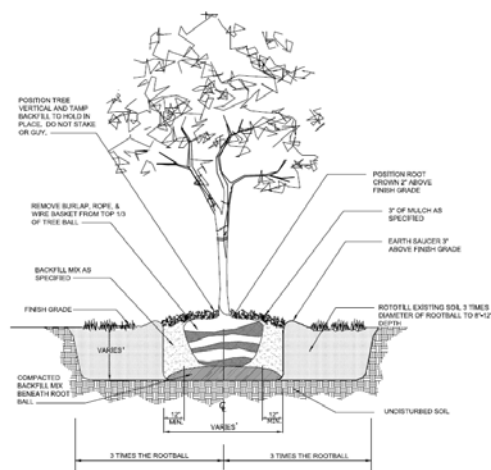 POSITION TREE
VERTICAL AND TAMP
BACKFILL TO HOLD IN
PLACE. DO NOT STAKE
OR GUY.
POSITION ROOT
CROWN 2" ABOVE
FINISH GRADE
REMOVE BURLAP, ROPE, &
WIRE BASKET FROM TOP 1/3
OF TREE BALL
3" OF MULCH AS
SPECIFIED
EARTH SAUCER 3"
ABOVE FINISH GRADE
BACKFILL MIX AS
SPECIFIED
FINISH GRADE
ROTOTILL EXISTING SOIL 3 TIMES
DIAMETER OF ROOTBALL TO 8"-12"
DEPTH
VARIES*
COMPACTED
BACKFILL MIX
BENEATH ROOT
BALL
12"
MIN.
12"
MIN.
VARIES*
UNDISTURBED SOIL
3 TIMES THE ROOTBALL
3 TIMES THE ROOTBALL